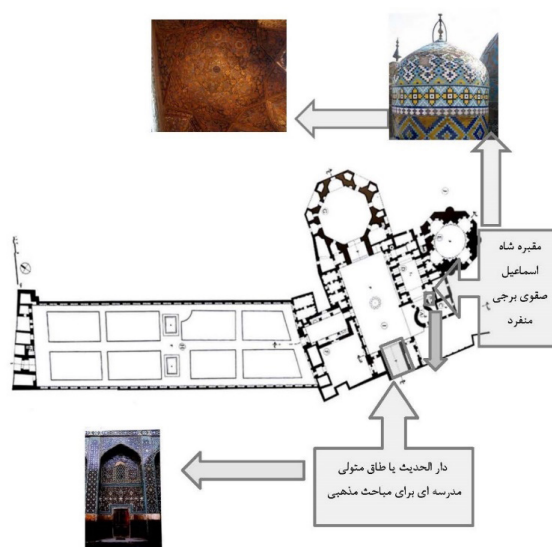 مقبره شاه
اسماعیل
صفوی برجی
منفرد
دار الحدیث یا طاق متولی
مدرسه ای برای مباحث مذهبی